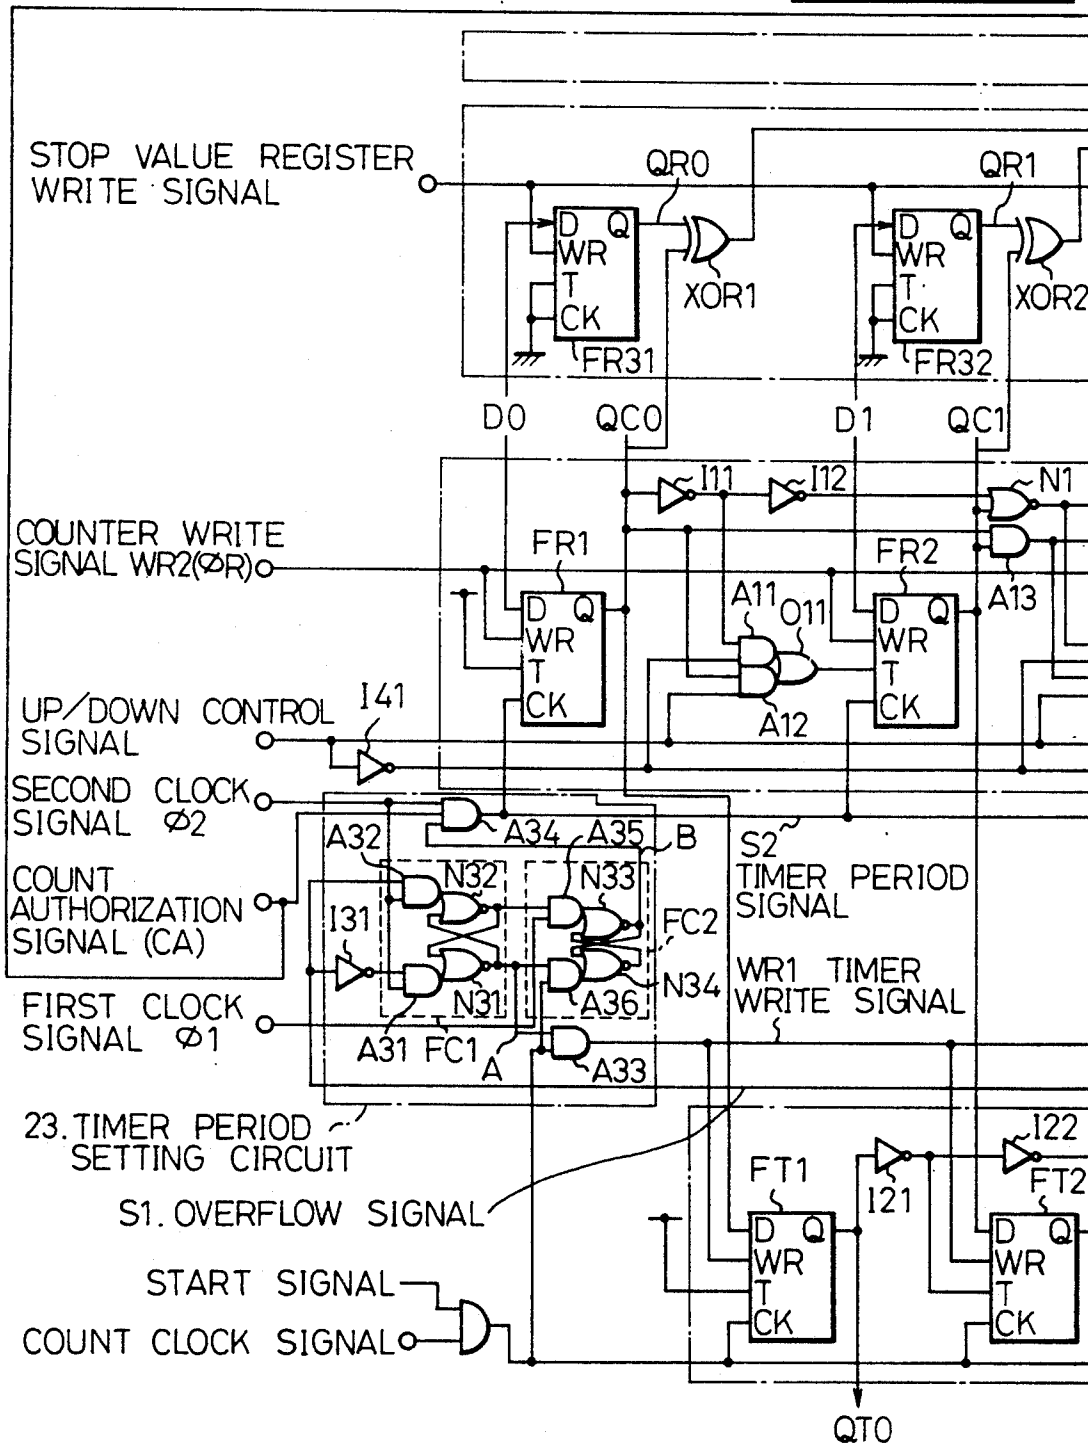 STOP VALUE REGISTER
WRITE SIGNAL
QR0
QR1
D Q
WR
T
CK
FR31
XOR1
D Q
WR
T
CK
FR32
XOR2
D0
QC0
D1
QC1
I11
I12
N1
COUNTER WRITE
SIGNAL WR2(ØR)
FR1
FR2
A13
A11
O11
D Q
WR
T
CK
D Q
WR
T
CK
A12
UP/DOWN CONTROL
SIGNAL
I41
SECOND CLOCK
SIGNAL Ø2
A32
A34
A35
B
S2
TIMER PERIOD
SIGNAL
COUNT
AUTHORIZATION
SIGNAL (CA)
N32
N33
I31
FC2
N31
A36
N34
WR1 TIMER
WRITE SIGNAL
FIRST CLOCK
SIGNAL Ø1
A31
FC1
A
A33
23. TIMER PERIOD
SETTING CIRCUIT
I22
I21
FT1
FT2
S1. OVERFLOW SIGNAL
D Q
WR
T
CK
D Q
WR
T
CK
START SIGNAL
COUNT CLOCK SIGNAL
QT0